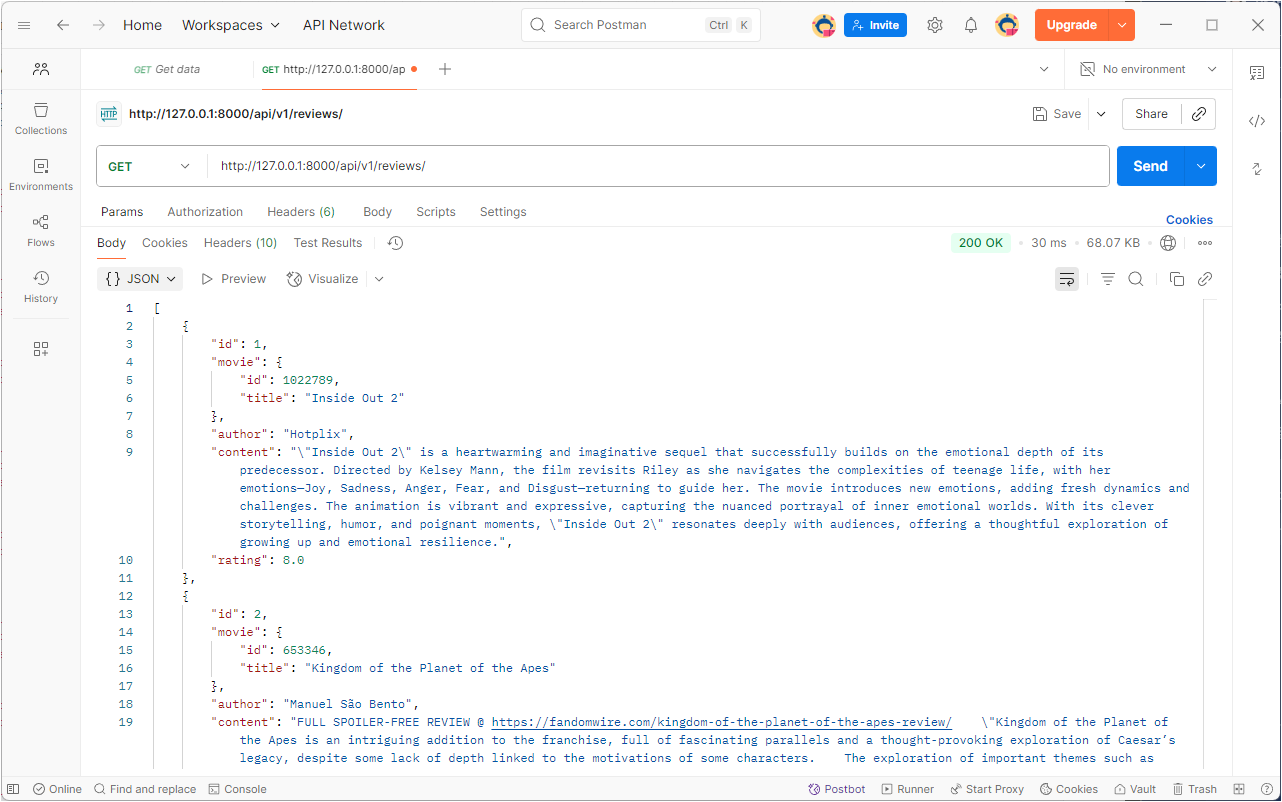 Home Workspaces API Network Search Postman Ctrl K Invite Upgrade
GET Get data GET http://127.0.0.1:8000/ap No environment
HTTP http://127.0.0.1:8000/api/v1/reviews/ Save Share
Collections
Environments
Flows
History
GET http://127.0.0.1:8000/api/v1/reviews/ Send
Params Authorization Headers (6) Body Scripts Settings
Cookies
Body Cookies Headers (10) Test Results 200 OK 30 ms 68.07 KB
{} JSON Preview Visualize
1 [
2 {
3 "id": 1,
4 "movie": {
5 "id": 1022789,
6 "title": "Inside Out 2"
7 },
8 "author": "Hotplix",
9 "content": "\"Inside Out 2\" is a heartwarming and imaginative sequel that successfully builds on the emotional depth of its
predecessor. Directed by Kelsey Mann, the film revisits Riley as she navigates the complexities of teenage life, with her
emotions—Joy, Sadness, Anger, Fear, and Disgust—returning to guide her. The movie introduces new emotions, adding fresh dynamics and
challenges. The animation is vibrant and expressive, capturing the nuanced portrayal of inner emotional worlds. With its clever
storytelling, humor, and poignant moments, \"Inside Out 2\" resonates deeply with audiences, offering a thoughtful exploration of
growing up and emotional resilience.",
10 "rating": 8.0
11 },
12 {
13 "id": 2,
14 "movie": {
15 "id": 653346,
16 "title": "Kingdom of the Planet of the Apes"
17 },
18 "author": "Manuel São Bento",
19 "content": "FULL SPOILER-FREE REVIEW @ https://fandomwire.com/kingdom-of-the-planet-of-the-apes-review/ \"Kingdom of the Planet of
the Apes is an intriguing addition to the franchise, full of fascinating parallels and a thought-provoking exploration of Caesar's
legacy, despite some lack of depth linked to the motivations of some characters. The exploration of important themes such as
Online Find and replace Console Postbot Runner Start Proxy Cookies Vault Trash